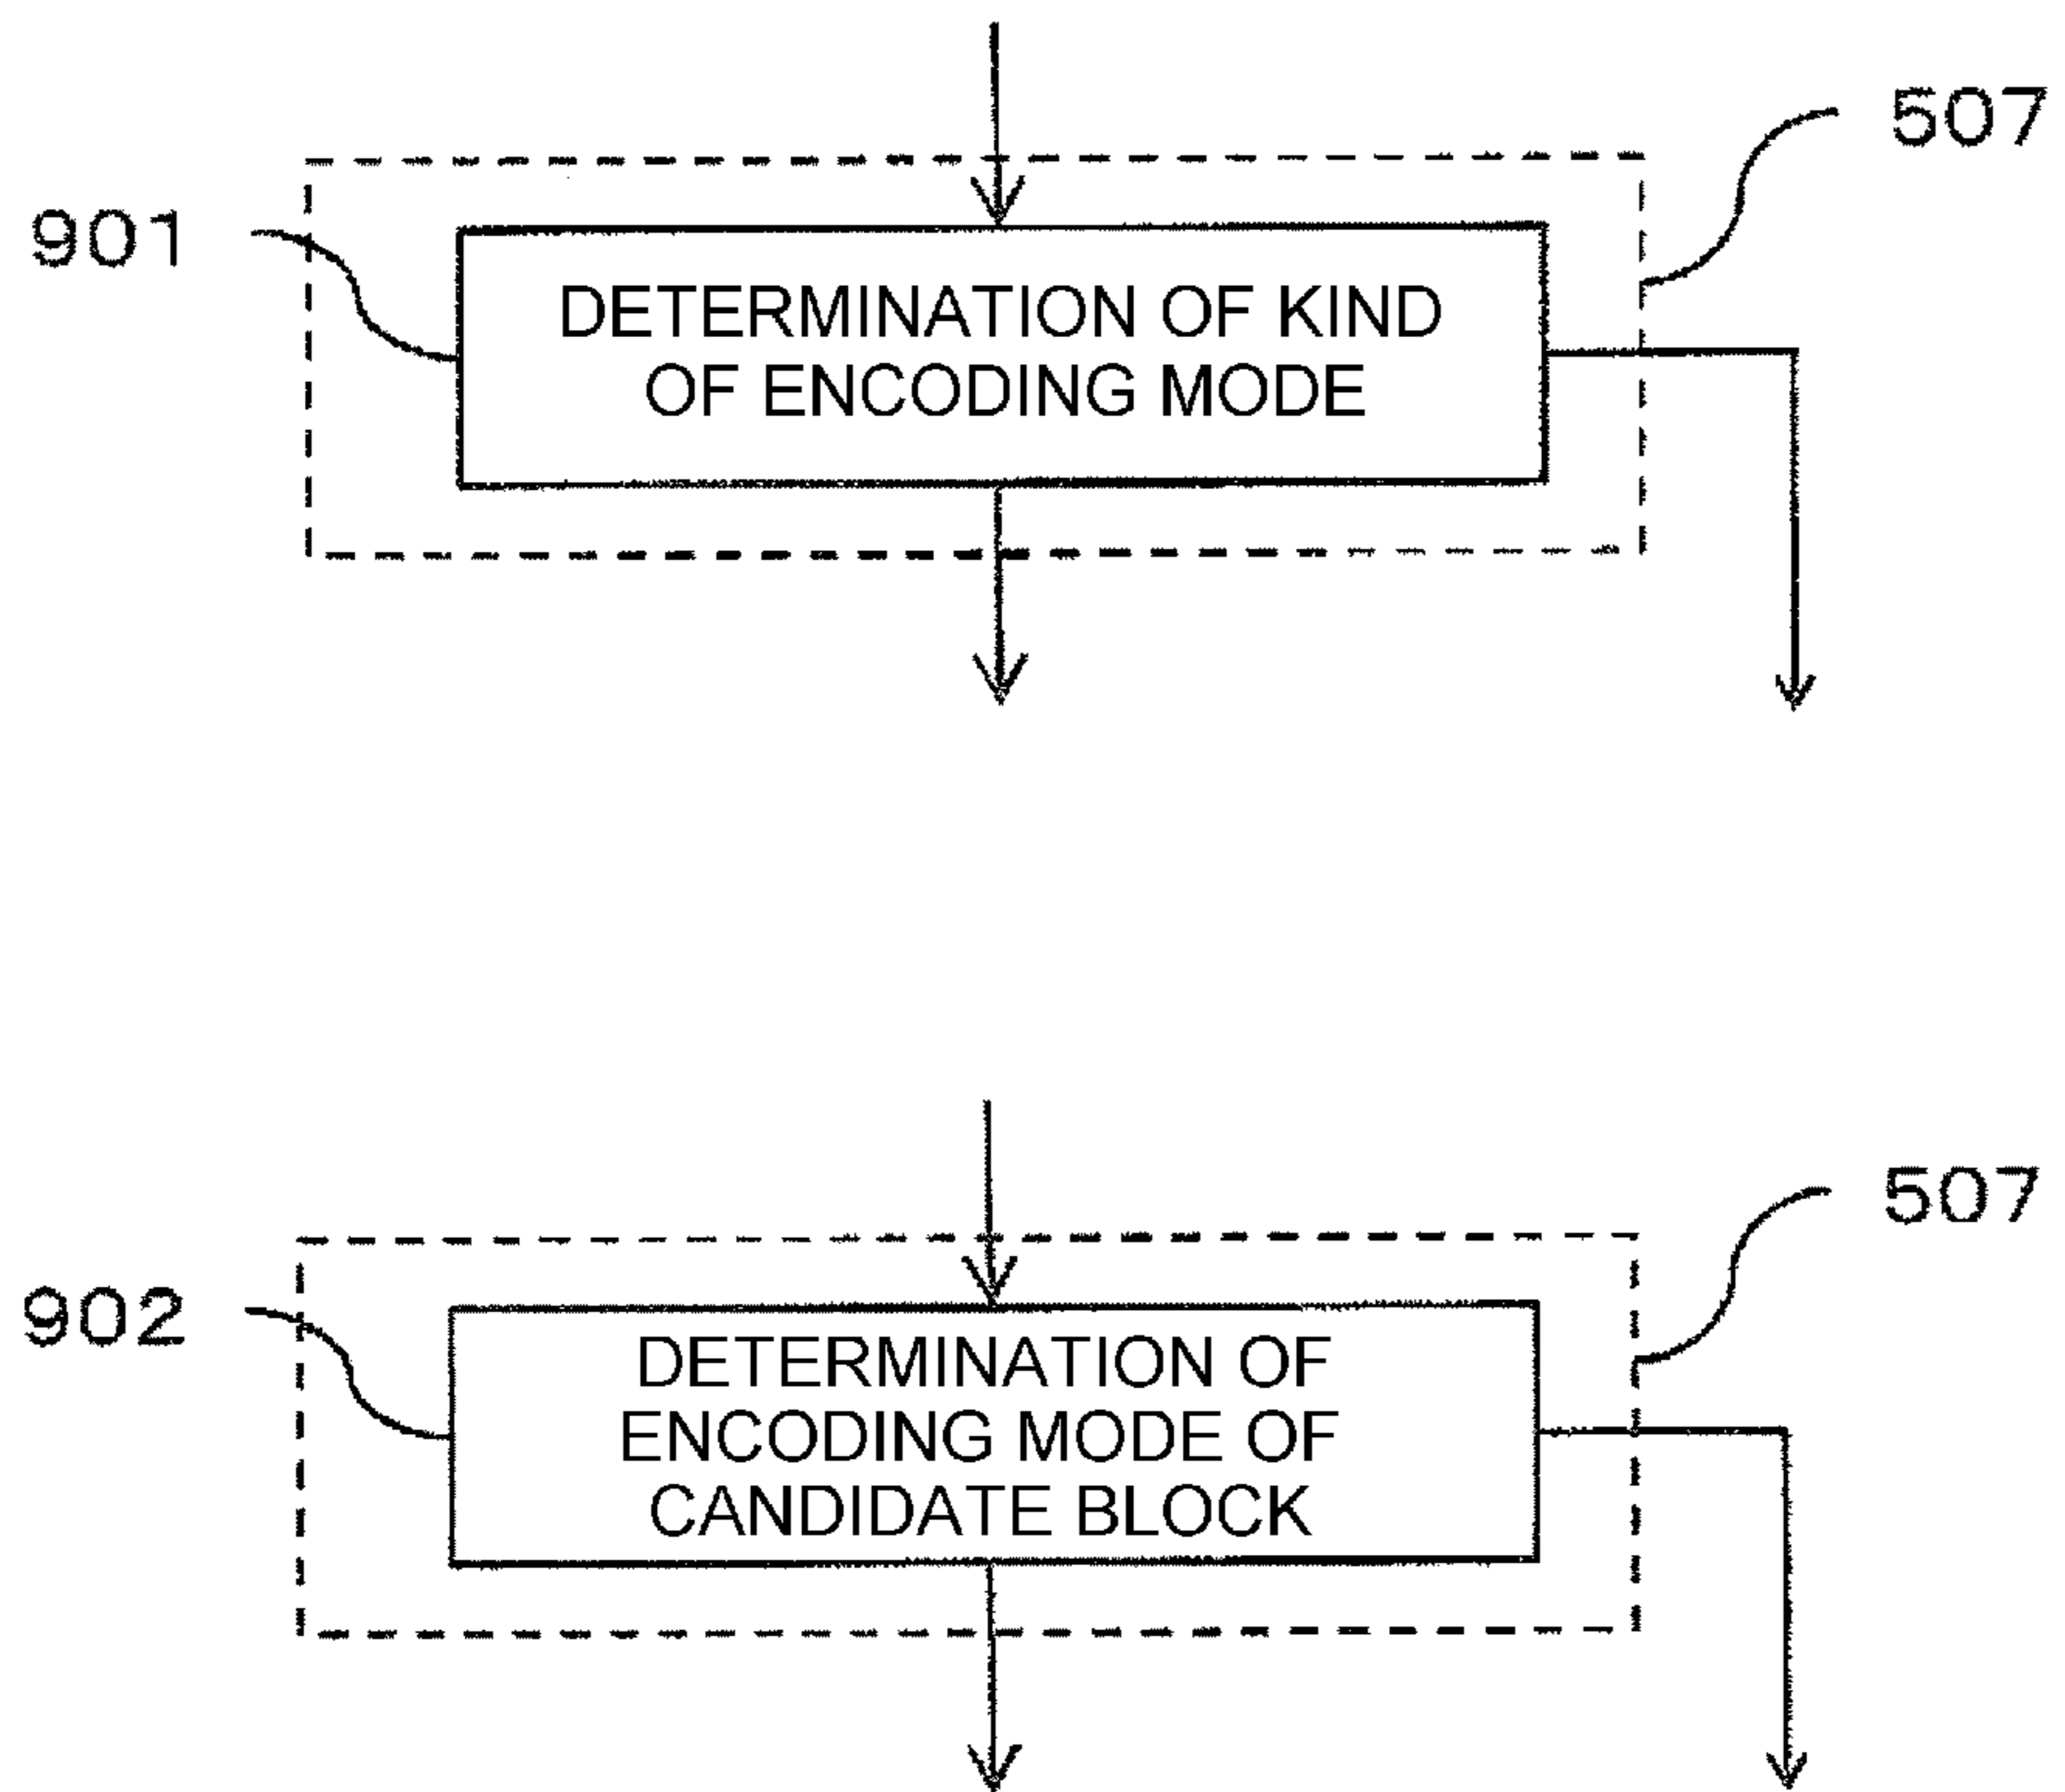 507
901
DETERMINATION OF KIND
OF ENCODING MODE
507
902
DETERMINATION OF
ENCODING MODE OF
CANDIDATE BLOCK